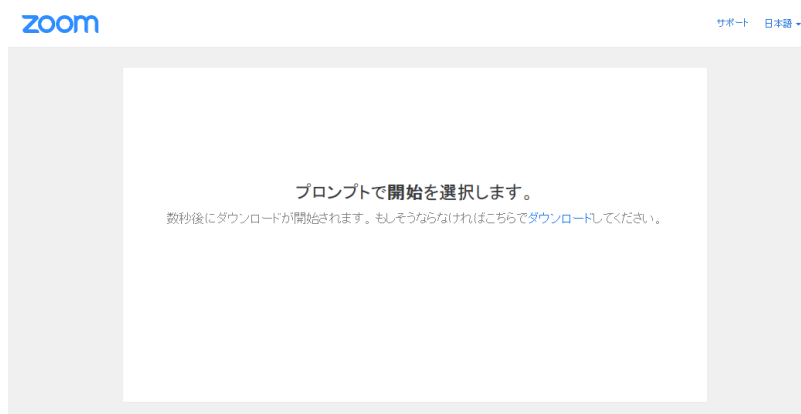 zoom
サポート 日本語
プロンプトで開始を選択します。
数秒後にダウンロードが開始されます。もしそうならなければこちらでダウンロードしてください。